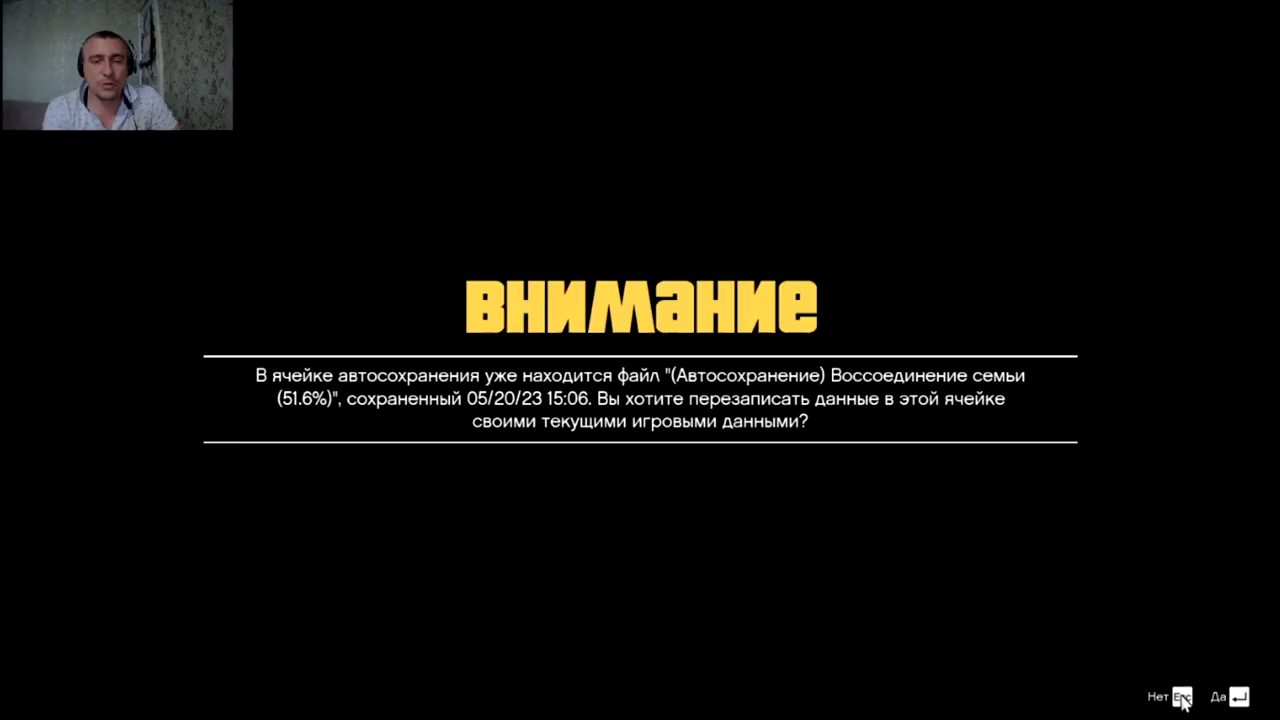 внимание
В ячейке автосохранения уже находится файл "(Автосохранение) Воссоединение семьи
(51.6%)", сохраненный 05/20/23 15:06. Вы хотите перезаписать данные в этой ячейке
своими текущими игровыми данными?
Нет Esc Да